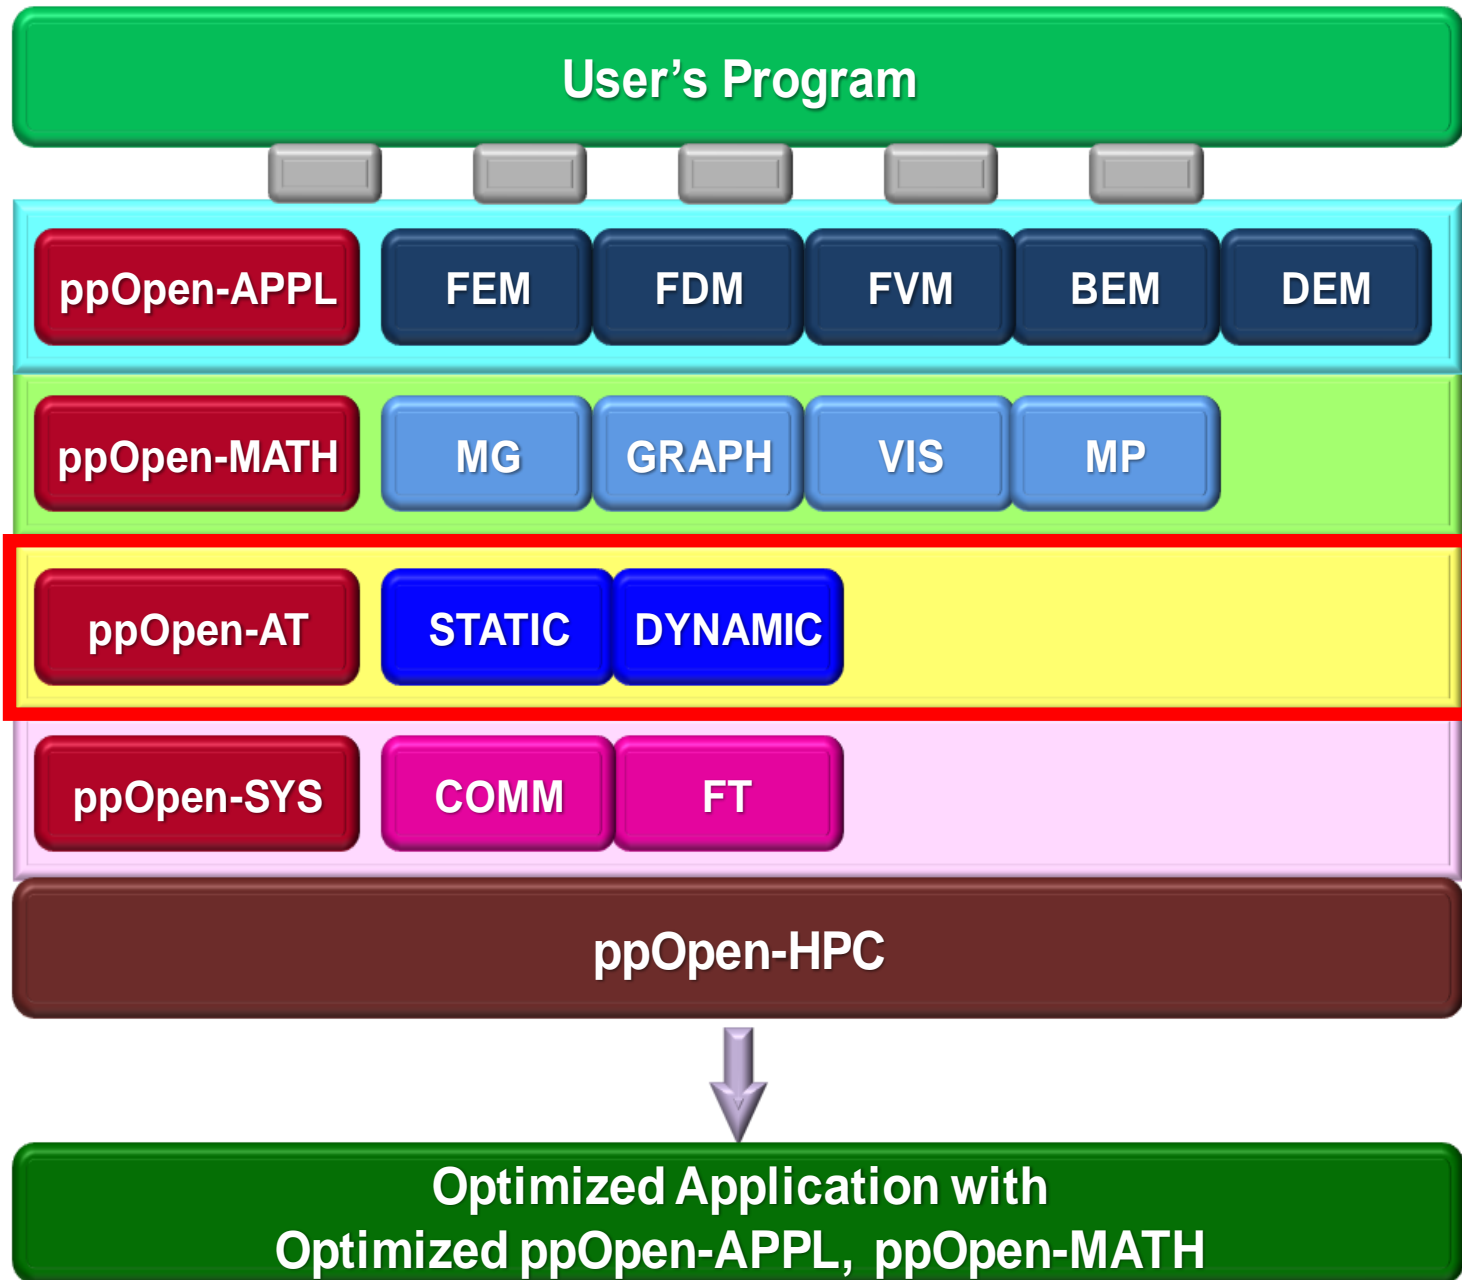 User's Program
ppOpen-APPL FEM FDM FVM BEM DEM
ppOpen-MATH MG GRAPH VIS MP
ppOpen-AT STATIC DYNAMIC
ppOpen-SYS COMM FT
ppOpen-HPC
Optimized Application with
Optimized ppOpen-APPL, ppOpen-MATH